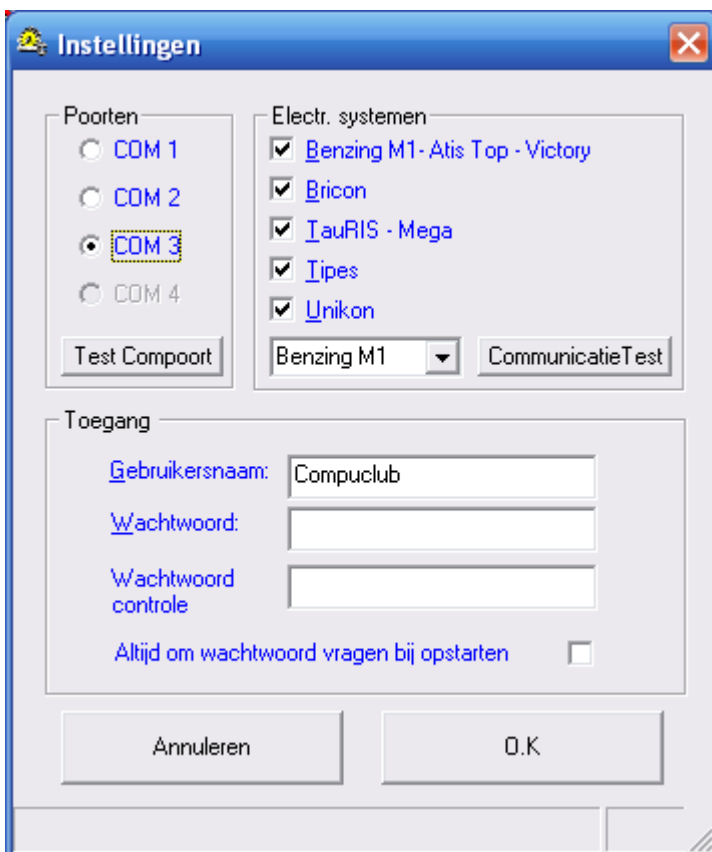 Instellingen
Poorten
COM 1
COM 2
COM 3
COM 4
Test Compoort
Electr. systemen
Benzing M1- Atis Top - Victory
Bricon
TauRIS - Mega
Tipes
Unikon
Benzing M1
CommunicatieTest
Toegang
Gebruikersnaam:
Compuclub
Wachtwoord:
Wachtwoord
controle
Altijd om wachtwoord vragen bij opstarten
Annuleren
O.K